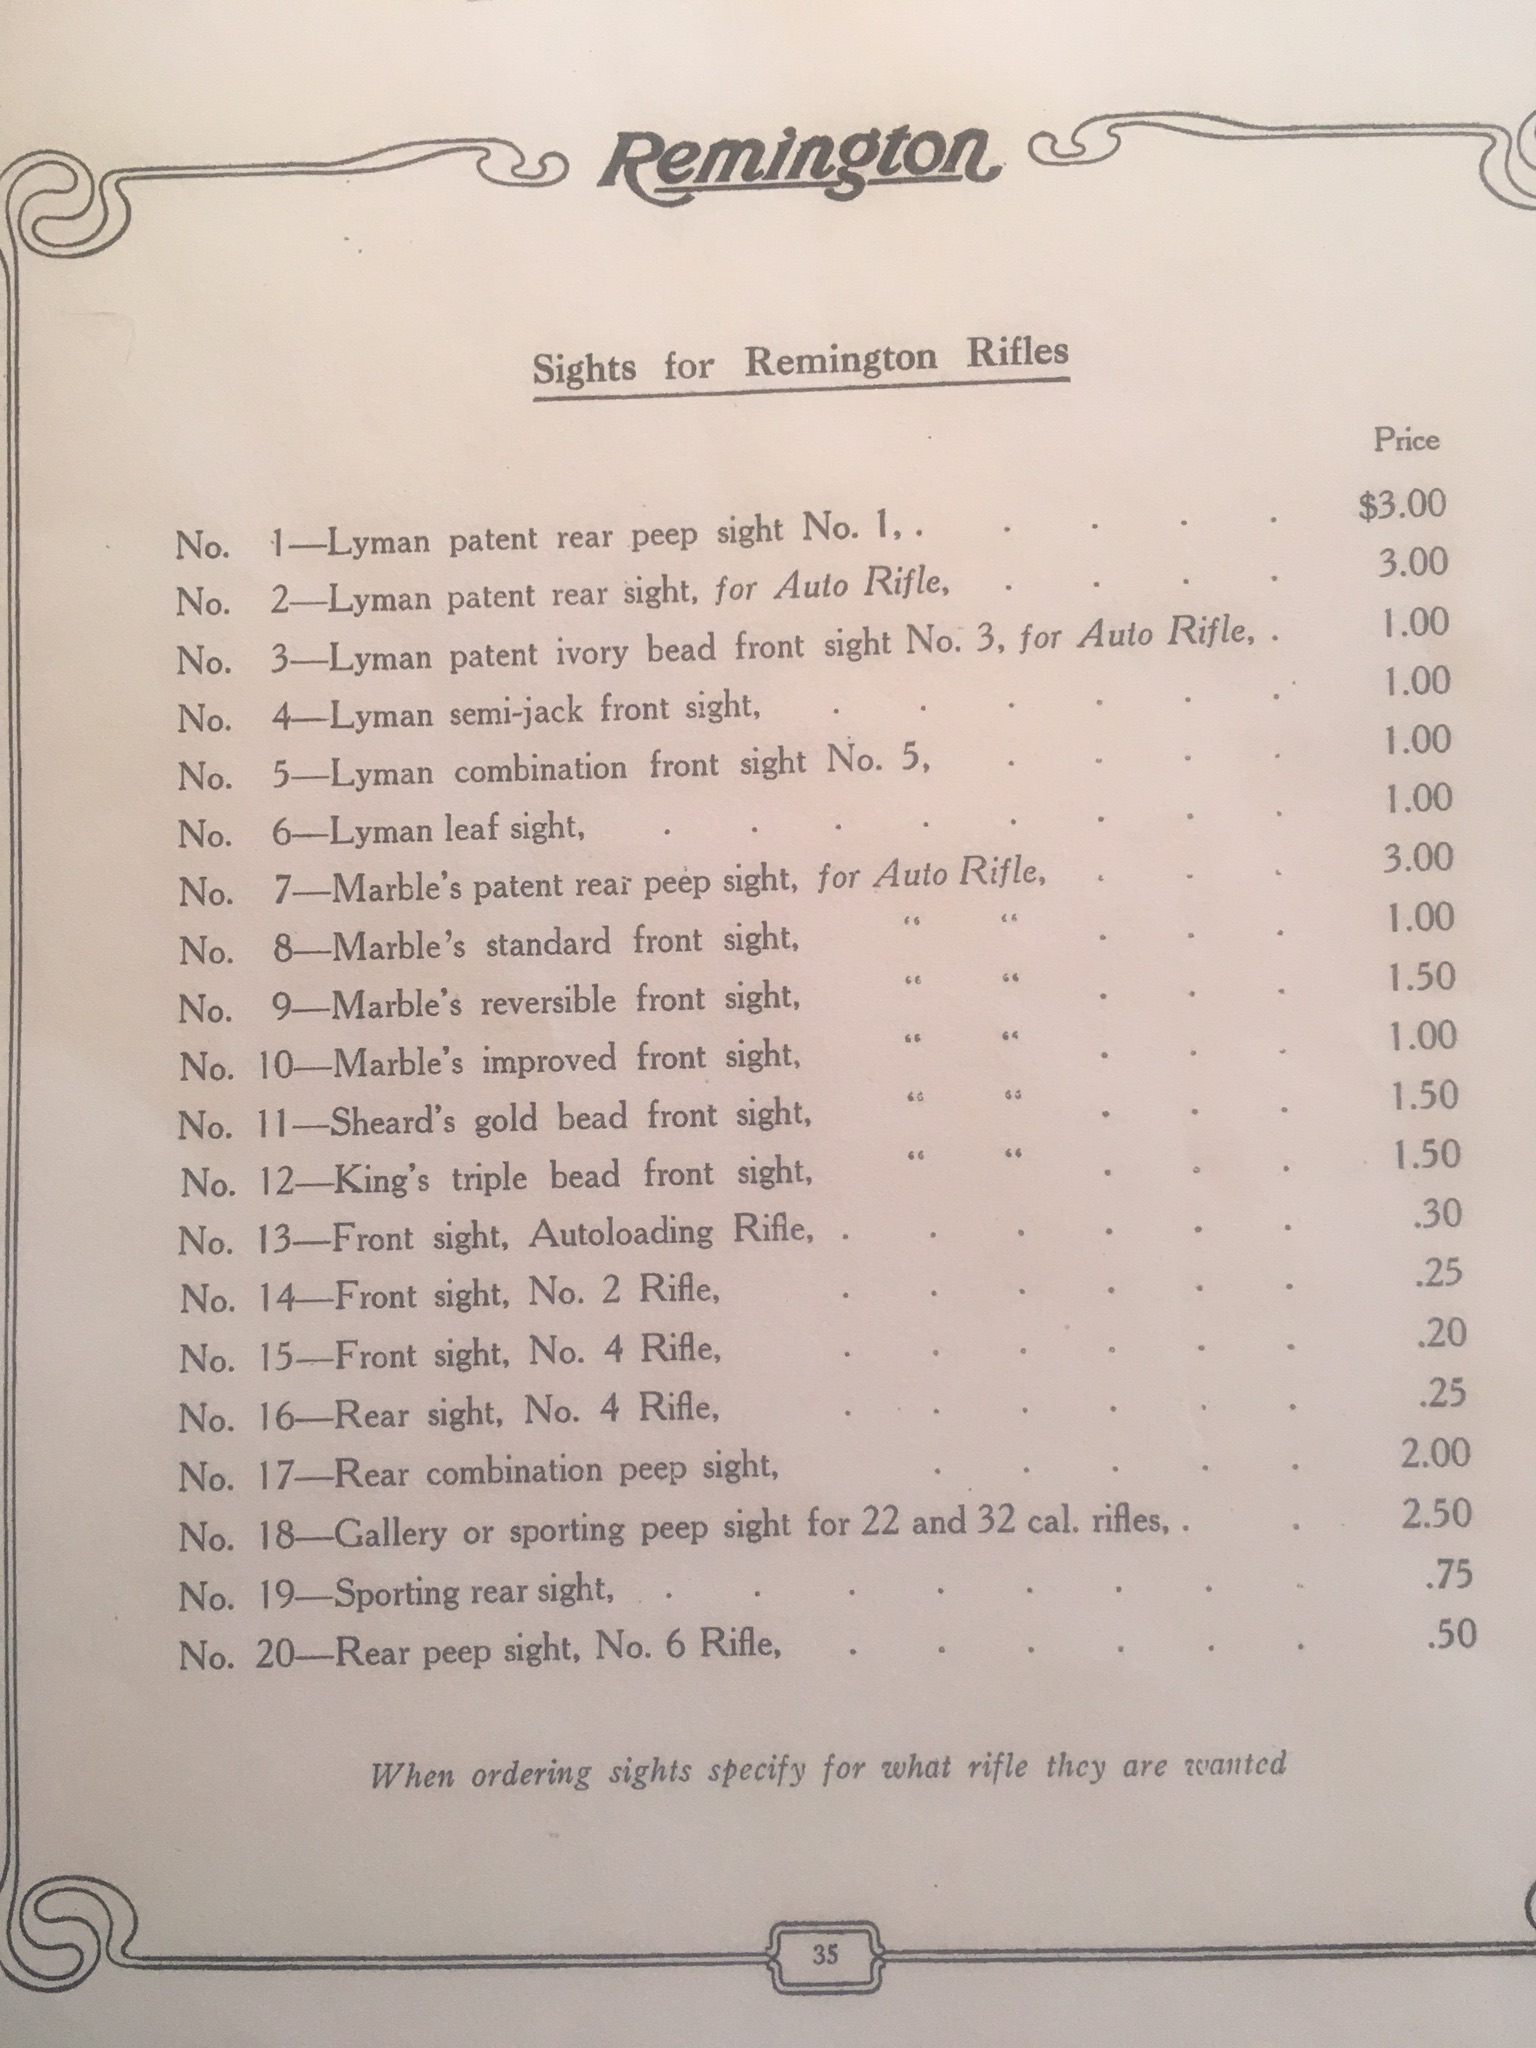 Remington
Sights for Remington Rifles
Price
No. 1—Lyman patent rear peep sight No. 1, . . . . . $3.00
No. 2—Lyman patent rear sight, for Auto Rifle, . . . . 3.00
No. 3—Lyman patent ivory bead front sight No. 3, for Auto Rifle, . 1.00
No. 4—Lyman semi-jack front sight, . . . . . . 1.00
No. 5—Lyman combination front sight No. 5, . . . . 1.00
No. 6—Lyman leaf sight, . . . . . . . . 1.00
No. 7—Marble's patent rear peep sight, for Auto Rifle, . . . 3.00
No. 8—Marble's standard front sight, “ “ . . . 1.00
No. 9—Marble's reversible front sight, “ “ . . . 1.50
No. 10—Marble's improved front sight, “ “ . . . 1.00
No. 11—Sheard's gold bead front sight, “ “ . . . 1.50
No. 12—King's triple bead front sight, “ “ . . . 1.50
No. 13—Front sight, Autoloading Rifle, . . . . . . .30
No. 14—Front sight, No. 2 Rifle, . . . . . . .25
No. 15—Front sight, No. 4 Rifle, . . . . . . .20
No. 16—Rear sight, No. 4 Rifle, . . . . . . .25
No. 17—Rear combination peep sight, . . . . . 2.00
No. 18—Gallery or sporting peep sight for 22 and 32 cal. rifles, . . 2.50
No. 19—Sporting rear sight, . . . . . . . . .75
No. 20—Rear peep sight, No. 6 Rifle, . . . . . . .50
When ordering sights specify for what rifle they are wanted
35